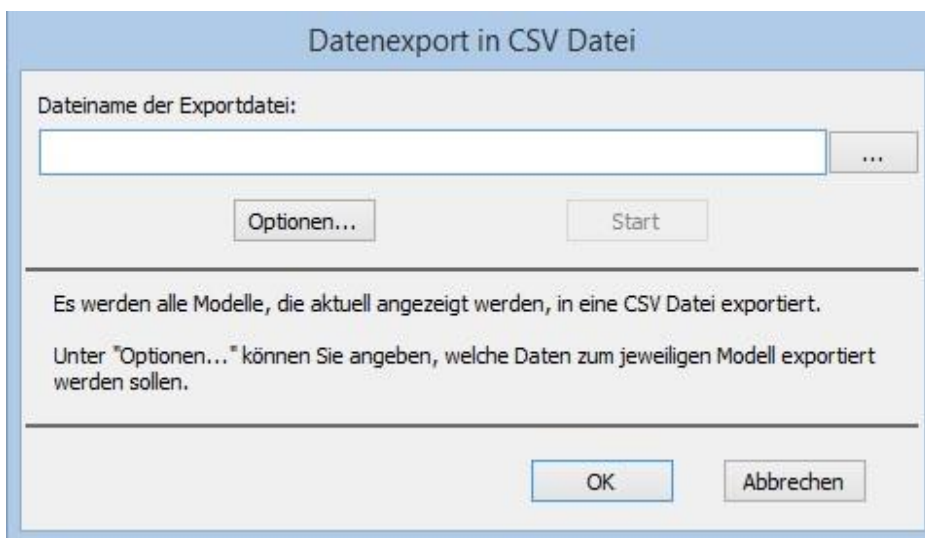 Datenexport in CSV Datei
Dateiname der Exportdatei:
...
Optionen...
Start
Es werden alle Modelle, die aktuell angezeigt werden, in eine CSV Datei exportiert.
Unter "Optionen..." können Sie angeben, welche Daten zum jeweiligen Modell exportiert
werden sollen.
OK
Abbrechen